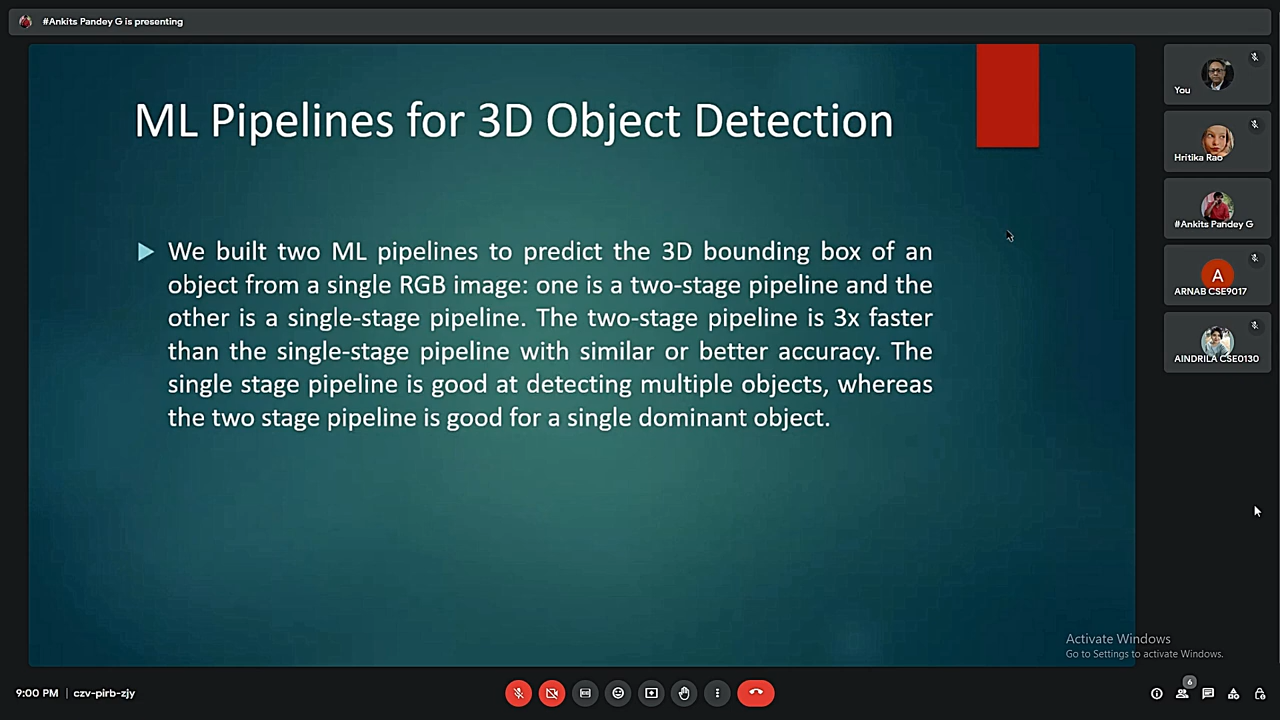 #Ankits Pandey G is presenting
ML Pipelines for 3D Object Detection
We built two ML pipelines to predict the 3D bounding box of an
object from a single RGB image: one is a two-stage pipeline and the
other is a single-stage pipeline. The two-stage pipeline is 3x faster
than the single-stage pipeline with similar or better accuracy. The
single stage pipeline is good at detecting multiple objects, whereas
the two stage pipeline is good for a single dominant object.
You
Hritika Rao
#Ankits Pandey G
A
ARNAB CSE9017
AINDRILA CSE0130
Activate Windows
Go to Settings to activate Windows.
9:00 PM | czv-pirb-zjy
6